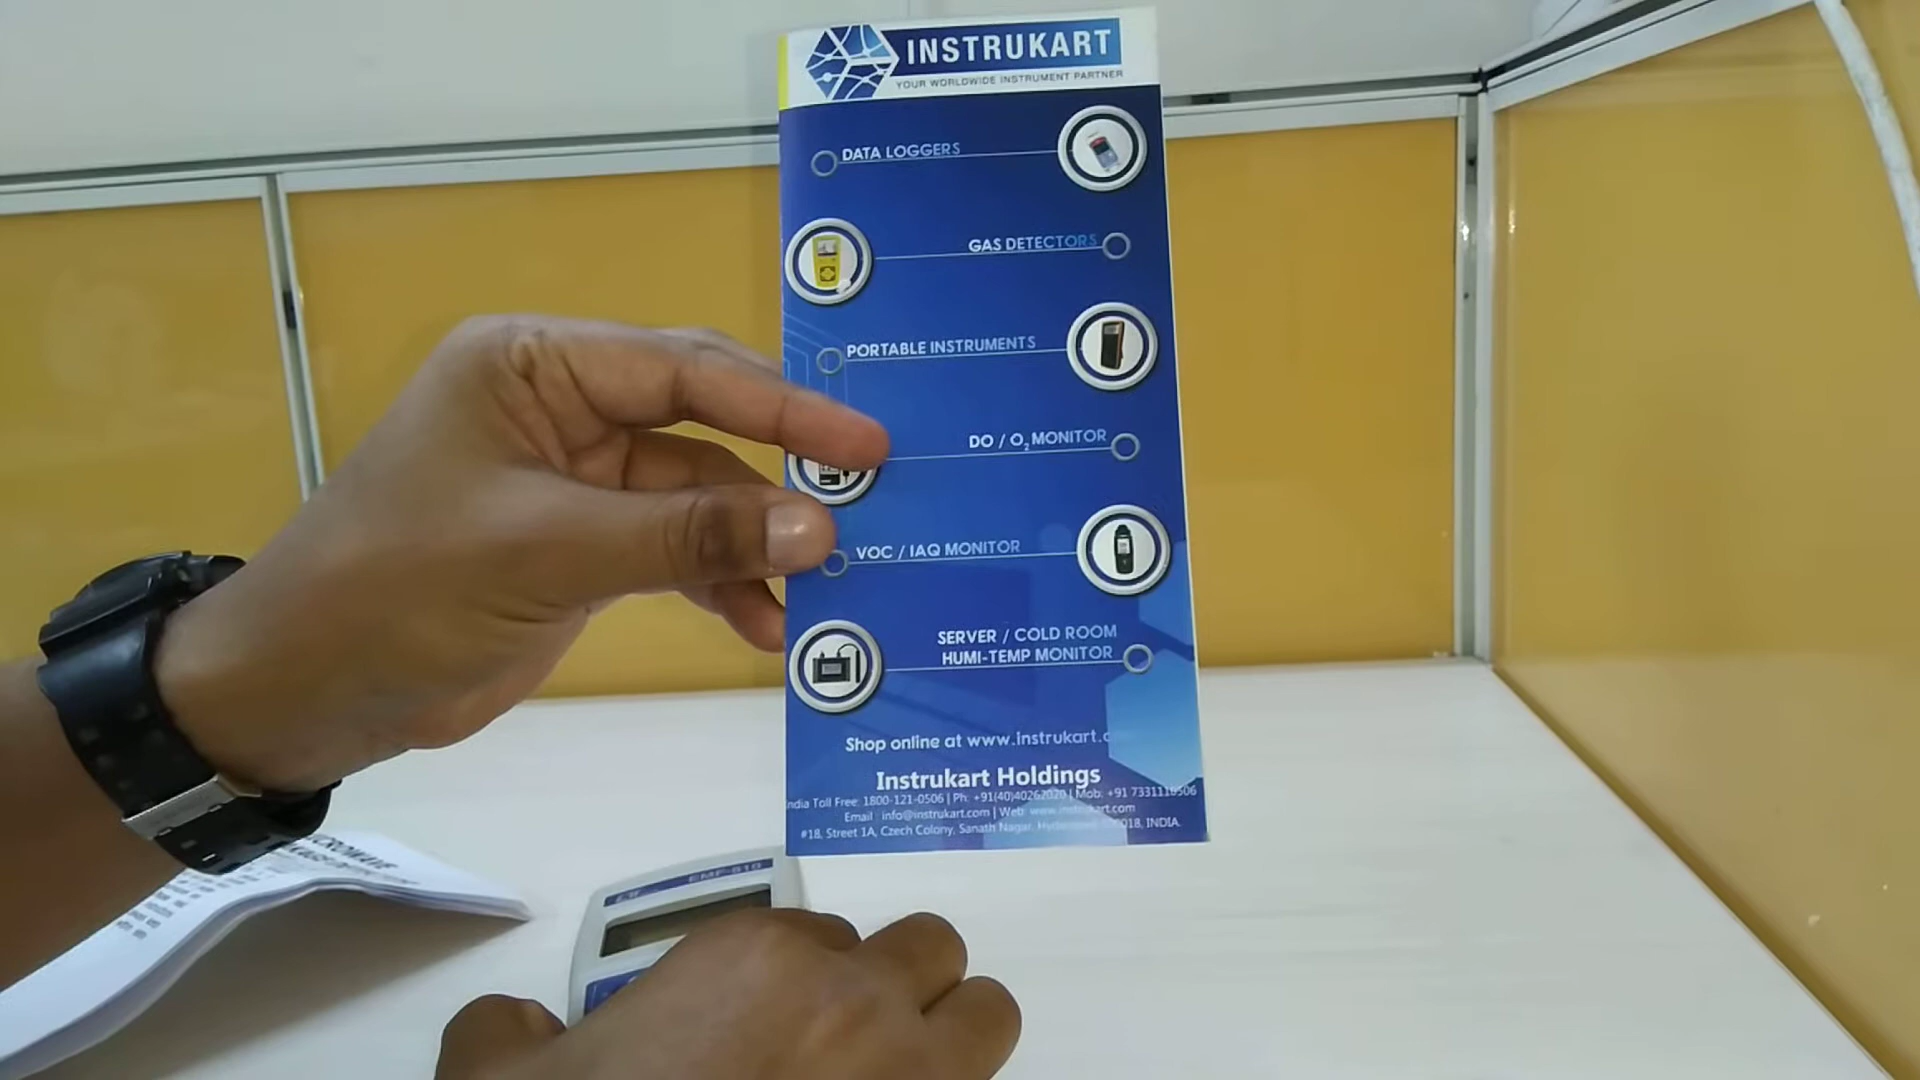 INSTRUKART
YOUR WORLDWIDE INSTRUMENT PARTNER
DATA LOGGERS
GAS DETECTORS
PORTABLE INSTRUMENTS
DO / O₂ MONITOR
VOC / IAQ MONITOR
SERVER / COLD ROOM
HUMI-TEMP MONITOR
Shop online at www.instrukart.c
Instrukart Holdings
ndia Toll Free: 1800-121-0506 | Ph: +91(40)40262020 | Mob: +91
Email : info@instrukart.com | Web: www.instrukart.com
#18, Street 1A, Czech Colony, Sanath Nagar, INDIA.
EMF-810